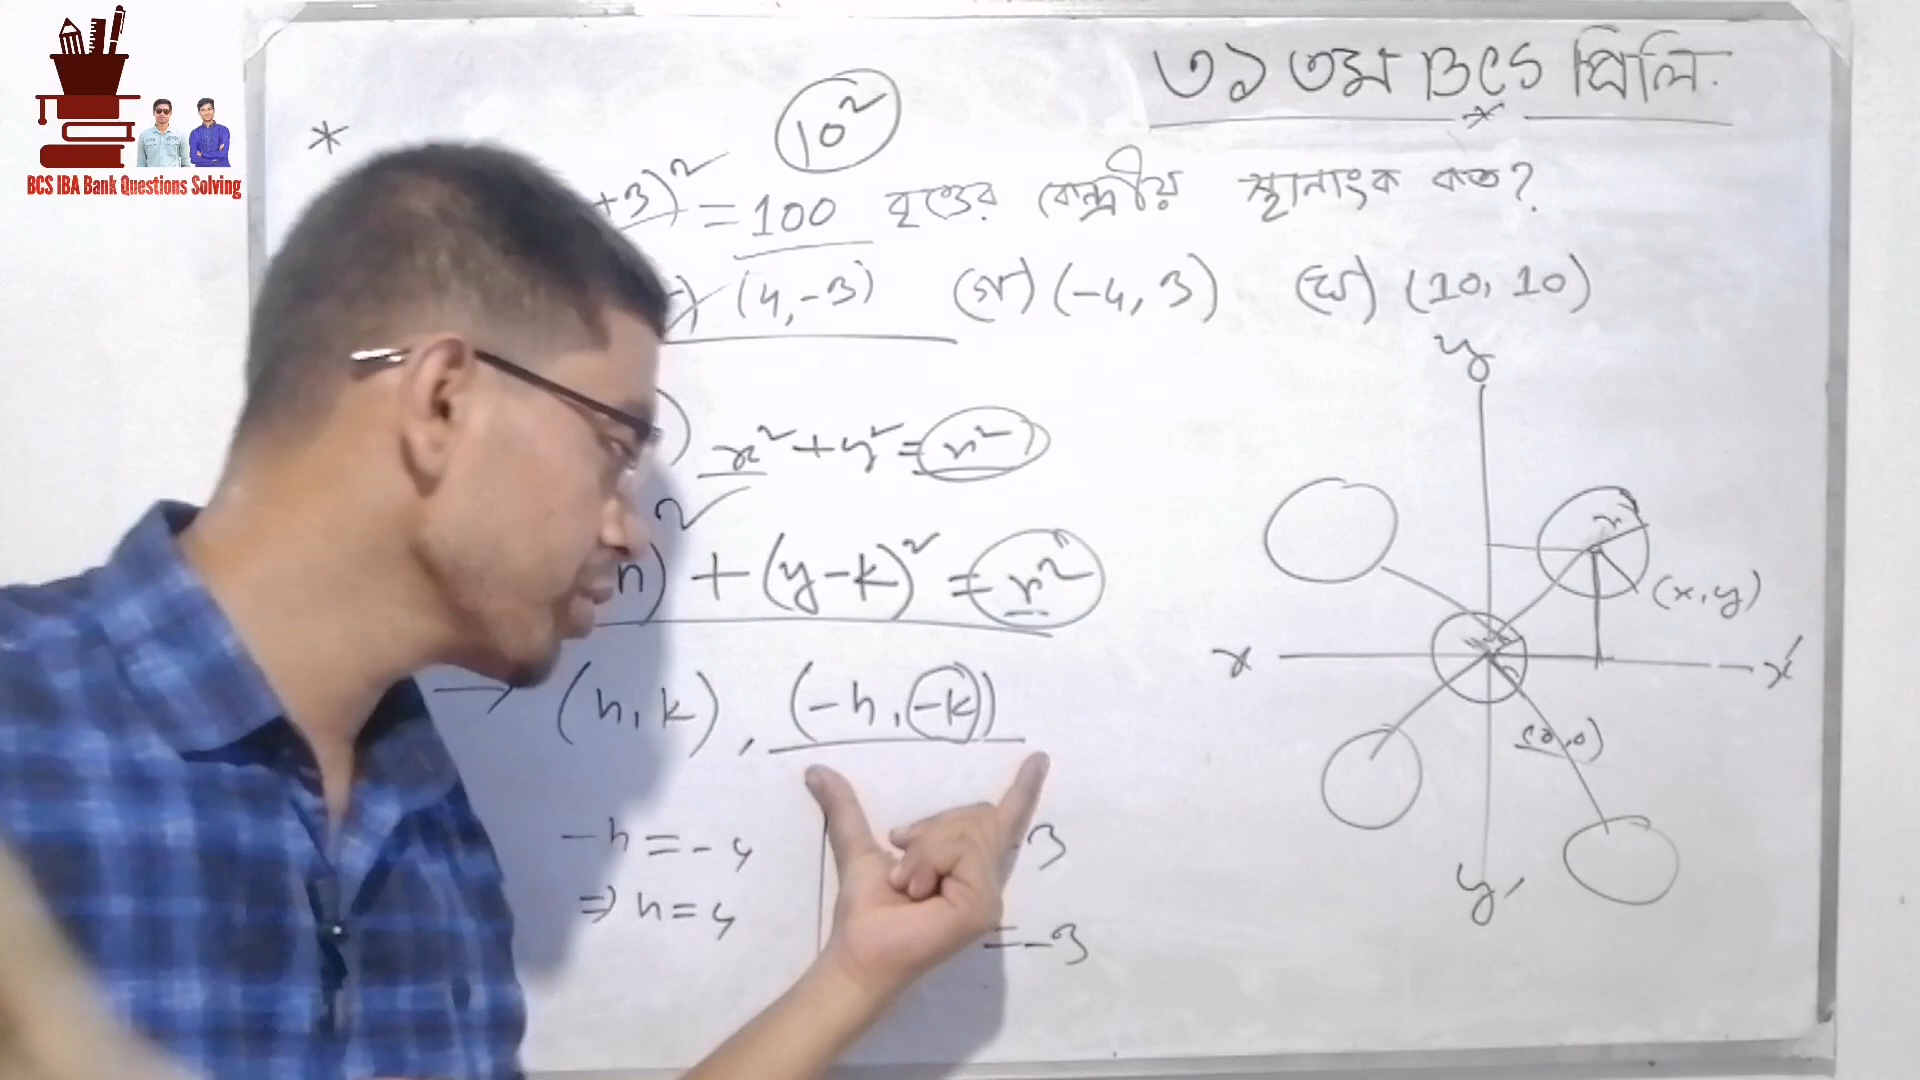 BCS IBA Bank Questions Solving
৩১ তম BCS প্রিলি.
*
10²
+3)² = 100 বৃত্তের কেন্দ্রীয় স্থানাংক কত?
(4,-3) (গ) (-4, 3) (ঘ) (10, 10)
) x²+y² = r²
) + (y-k)² = r²
→ (h, k), (-h, -k)
-h = -4
⇒ h = 4
-3
= -3
y
r
(x, y)
x x'
(0,0)
y'